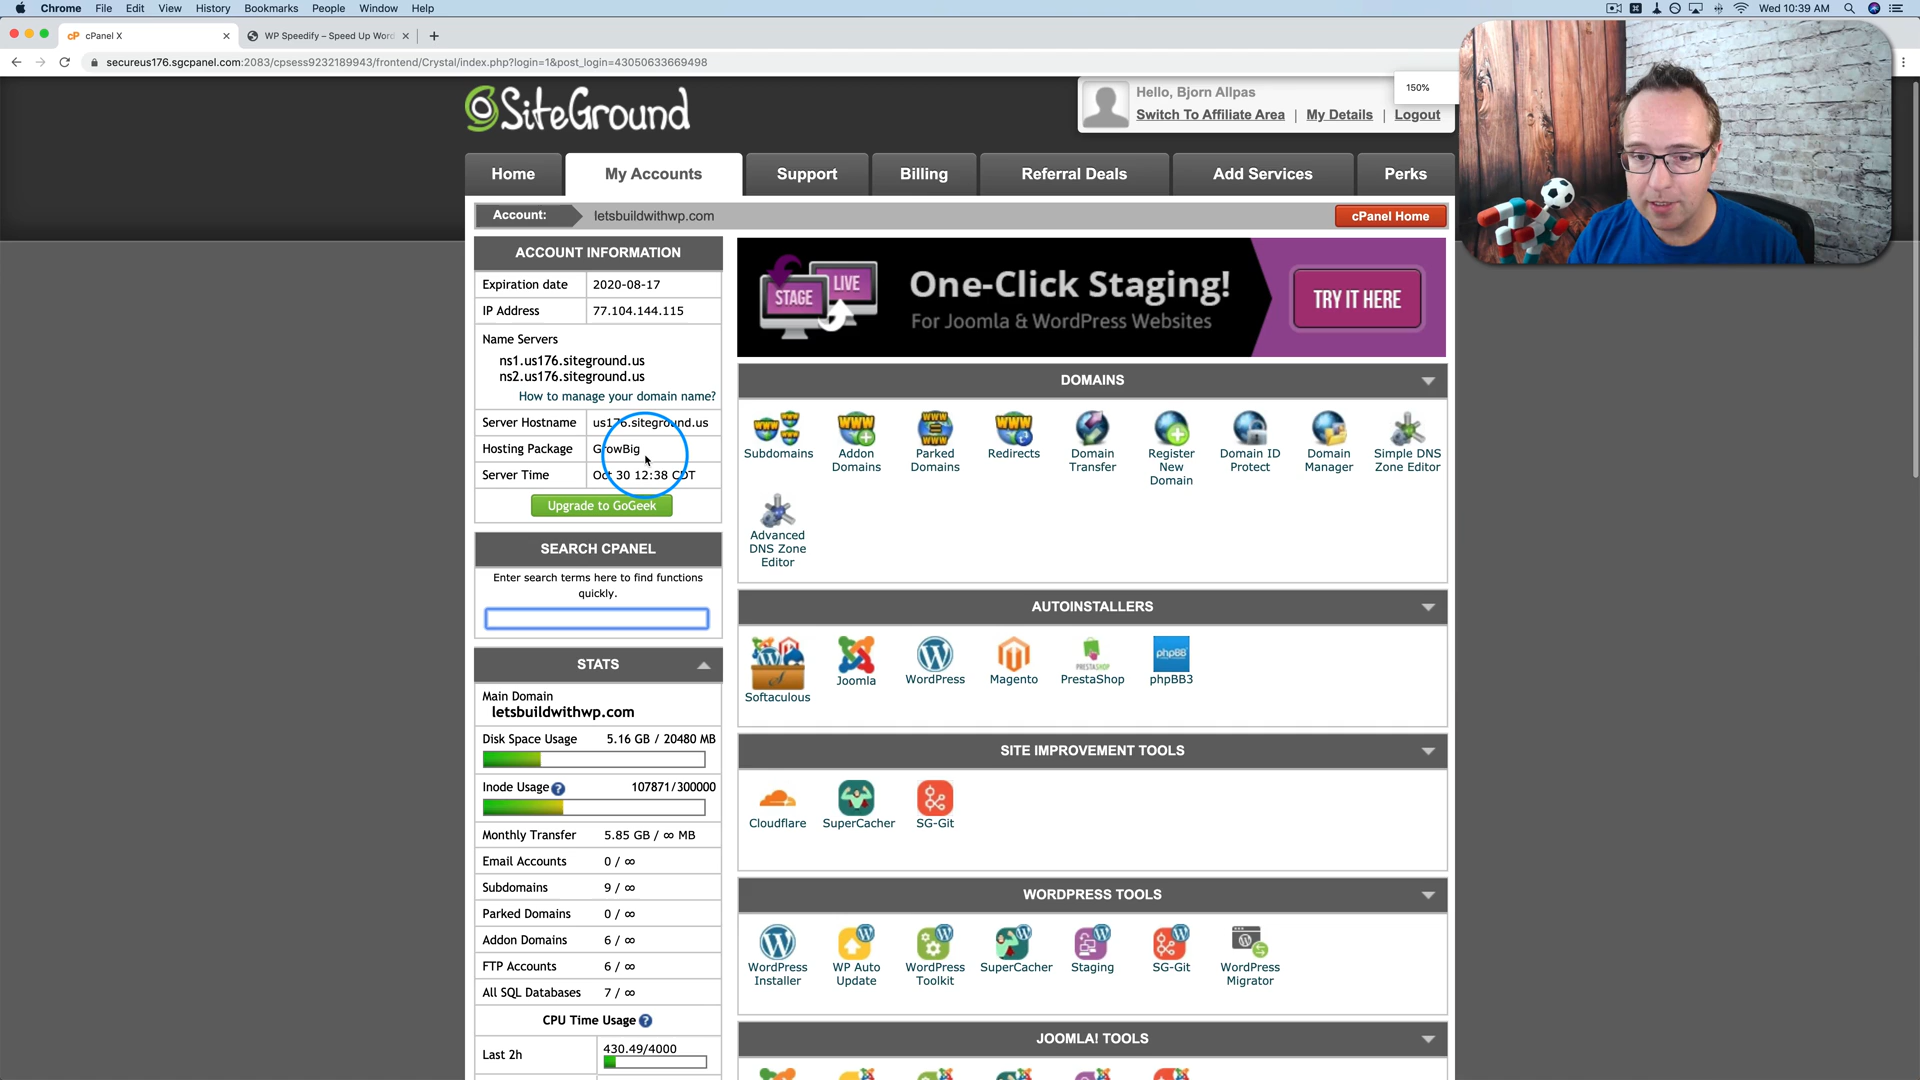 Chrome File Edit View History Bookmarks People Window Help
Wed 10:39 AM
cPanel X
WP Speedify – Speed Up Word
secureus176.sgcpanel.com:2083/cpsess9232189943/frontend/Crystal/index.php?login=1&post_login=43050633669498
150%
SiteGround
Hello, Bjorn Allpas
Switch To Affiliate Area | My Details | Logout
Home My Accounts Support Billing Referral Deals Add Services Perks
Account: letsbuildwithwp.com
cPanel Home
ACCOUNT INFORMATION
Expiration date 2020-08-17
IP Address 77.104.144.115
Name Servers
ns1.us176.siteground.us
ns2.us176.siteground.us
How to manage your domain name?
Server Hostname us176.siteground.us
Hosting Package GrowBig
Server Time Oct 30 12:38 CDT
Upgrade to GoGeek
SEARCH CPANEL
Enter search terms here to find functions
quickly.
STATS
Main Domain
letsbuildwithwp.com
Disk Space Usage 5.16 GB / 20480 MB
Inode Usage 107871/300000
Monthly Transfer 5.85 GB / ∞ MB
Email Accounts 0 / ∞
Subdomains 9 / ∞
Parked Domains 0 / ∞
Addon Domains 6 / ∞
FTP Accounts 6 / ∞
All SQL Databases 7 / ∞
CPU Time Usage
Last 2h 430.49/4000
STAGE LIVE
One-Click Staging!
For Joomla & WordPress Websites
TRY IT HERE
DOMAINS
Subdomains
Addon
Domains
Parked
Domains
Redirects
Domain
Transfer
Register
New
Domain
Domain ID
Protect
Domain
Manager
Simple DNS
Zone Editor
Advanced
DNS Zone
Editor
AUTOINSTALLERS
Softaculous
Joomla
WordPress
Magento
PRESTASHOP
PrestaShop
phpBB
phpBB3
SITE IMPROVEMENT TOOLS
Cloudflare
SuperCacher
SG-Git
WORDPRESS TOOLS
WordPress
Installer
WP Auto
Update
WordPress
Toolkit
SuperCacher
Staging
SG-Git
WordPress
Migrator
JOOMLA! TOOLS